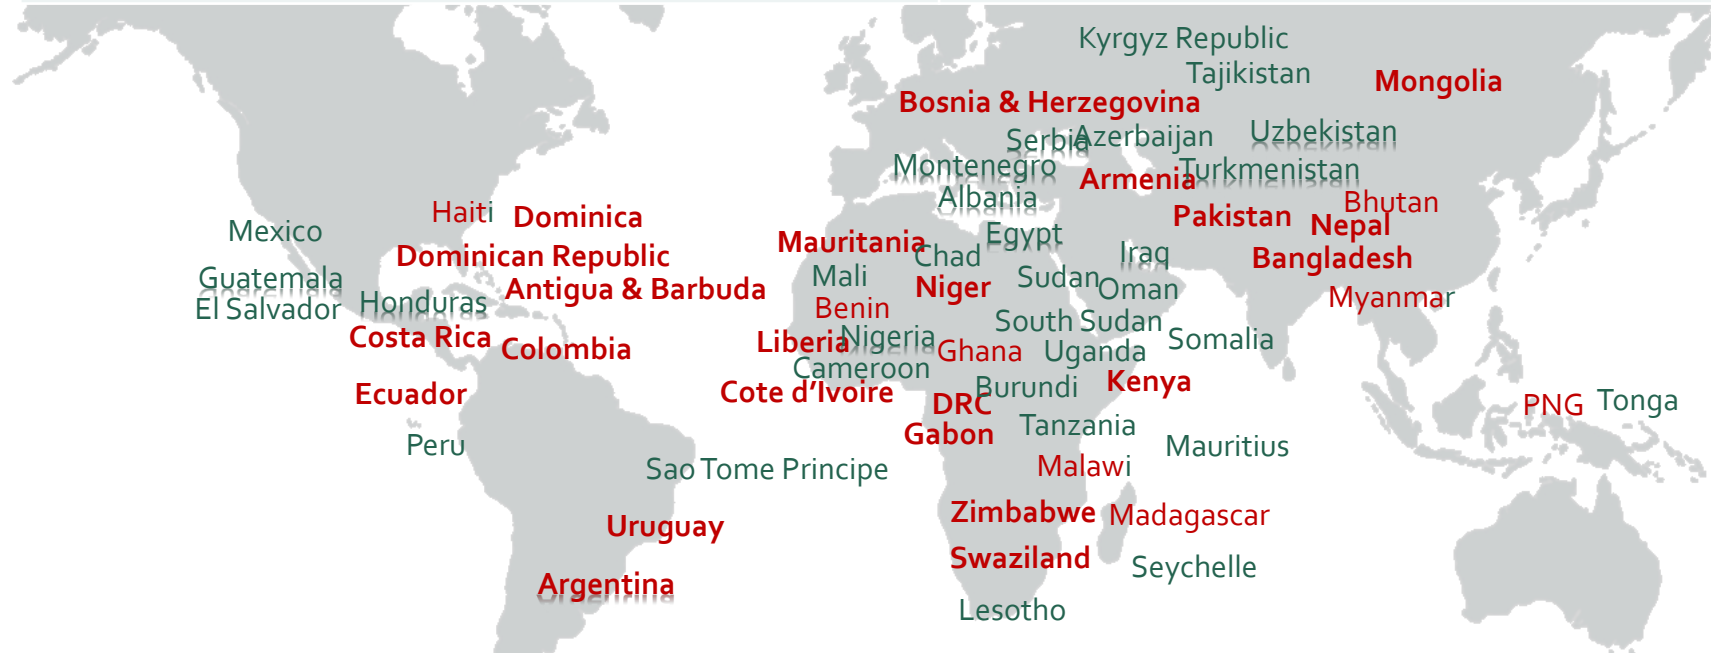 Kyrgyz Republic
Tajikistan
Mongolia
Bosnia & Herzegovina
Serbia
Azerbaijan
Uzbekistan
Montenegro
Armenia
Turkmenistan
Albania
Bhutan
Haiti
Dominica
Pakistan
Nepal
Mexico
Mauritania
Egypt
Dominican Republic
Chad
Iraq
Bangladesh
Guatemala
Mali
Sudan
Antigua & Barbuda
Niger
Oman
Myanmar
El Salvador
Honduras
Benin
South Sudan
Costa Rica
Colombia
Liberia
Nigeria
Ghana
Uganda
Somalia
Cameroon
Ecuador
Cote d’Ivoire
Burundi
Kenya
DRC
PNG
Tonga
Gabon
Tanzania
Peru
Mauritius
Sao Tome Principe
Malawi
Uruguay
Zimbabwe
Madagascar
Swaziland
Seychelle
Argentina
Lesotho